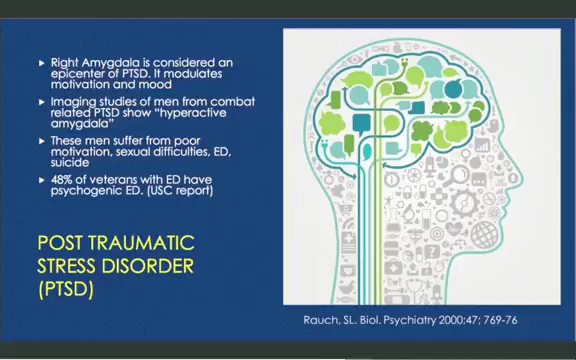 Right Amygdala is considered an
epicenter of PTSD. It modulates
motivation and mood
Imaging studies of men from combat
related PTSD show "hyperactive
amygdala"
These men suffer from poor
motivation, sexual difficulties, ED,
suicide
48% of veterans with ED have
psychogenic ED. (USC report)
POST TRAUMATIC
STRESS DISORDER
(PTSD)
Rauch, SL. Biol. Psychiatry 2000;47; 769-76